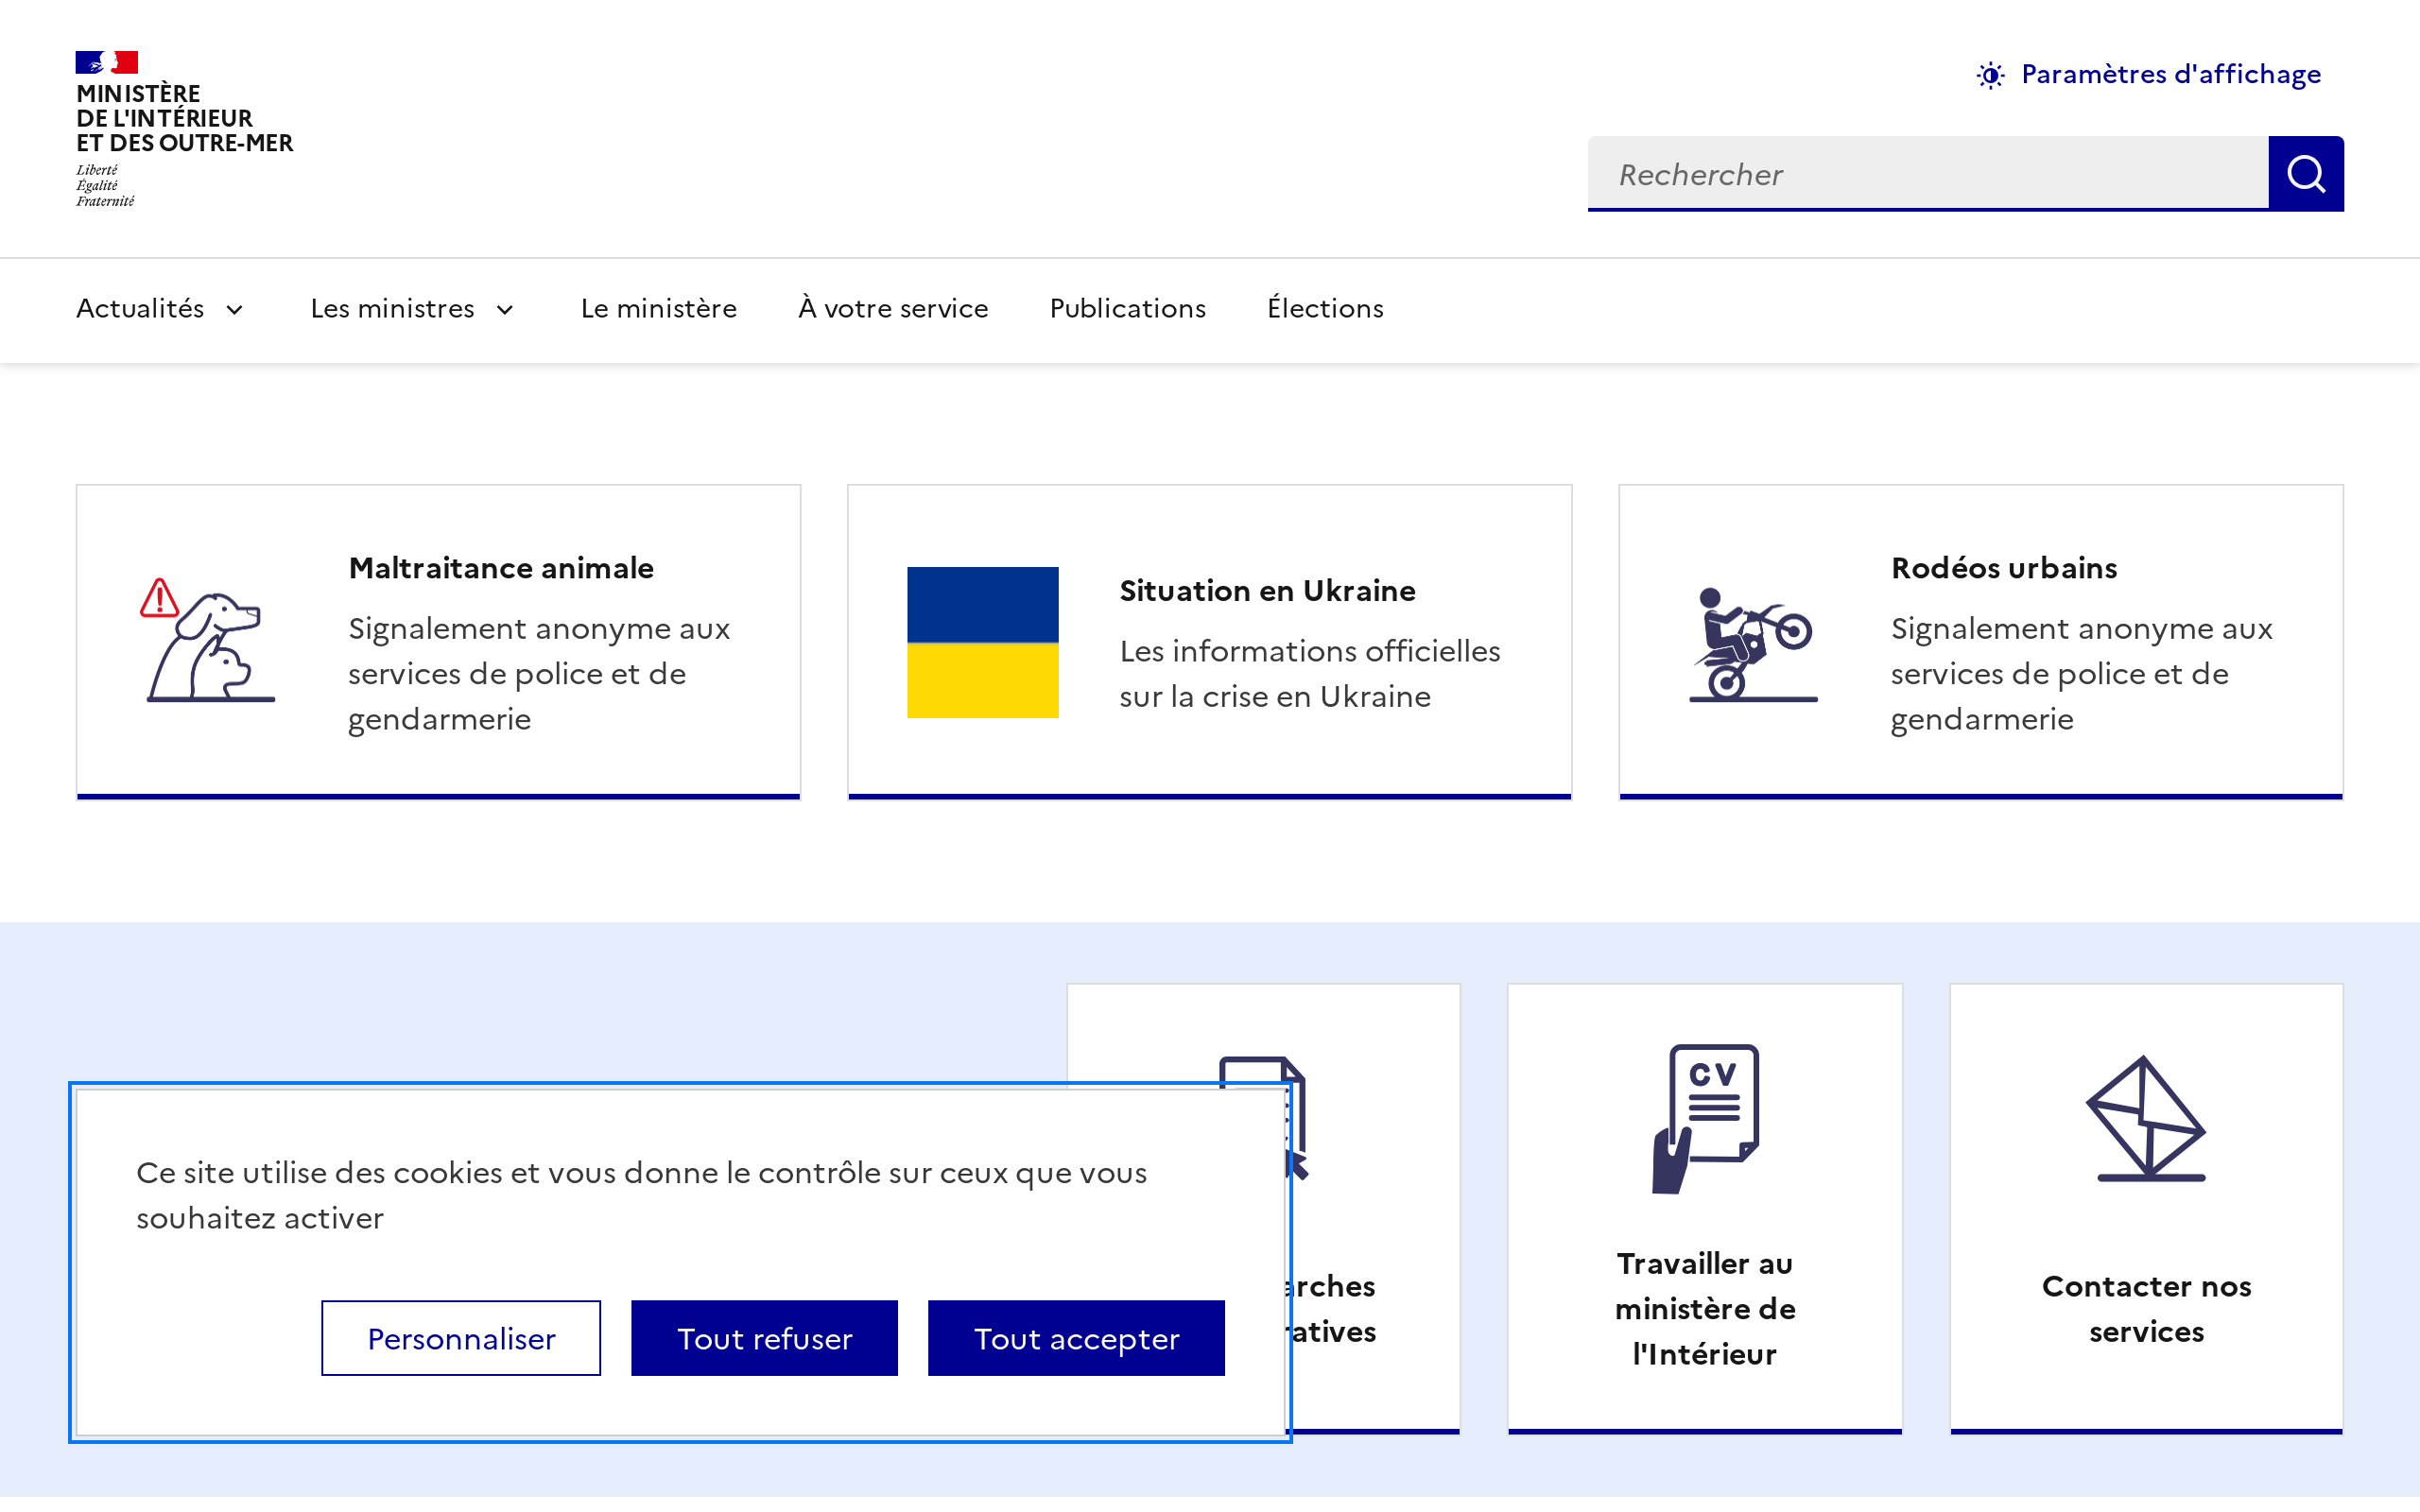 MINISTÈRE
DE L'INTÉRIEUR
ET DES OUTRE-MER
Liberté
Égalité
Fraternité
Paramètres d'affichage
Rechercher
Actualités
Les ministres
Le ministère
À votre service
Publications
Élections
Maltraitance animale
Signalement anonyme aux
services de police et de
gendarmerie
Situation en Ukraine
Les informations officielles
sur la crise en Ukraine
Rodéos urbains
Signalement anonyme aux
services de police et de
gendarmerie
CV
Travailler au
ministère de
l'Intérieur
Contacter nos
services
Ce site utilise des cookies et vous donne le contrôle sur ceux que vous
souhaitez activer
Personnaliser
Tout refuser
Tout accepter